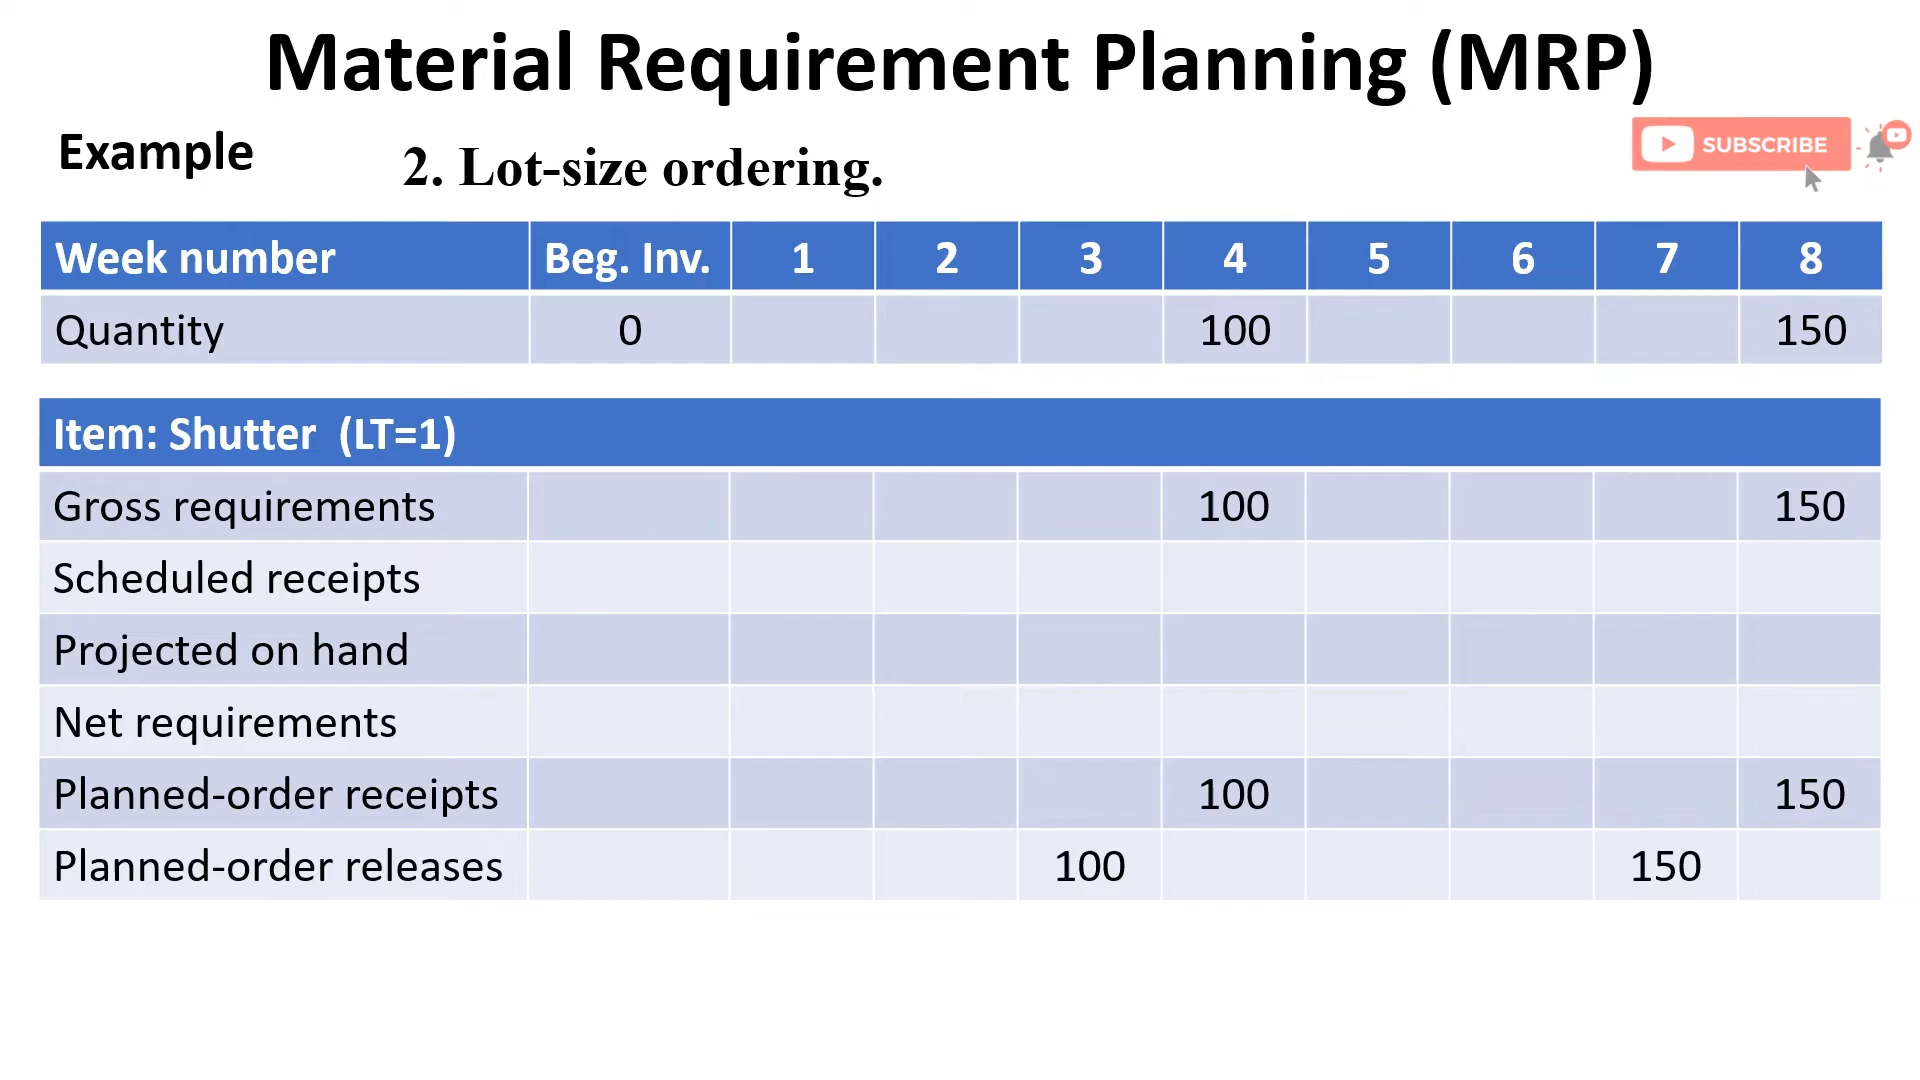 Material Requirement Planning (MRP)
Example
2. Lot-size ordering.
SUBSCRIBE
Week number Beg. Inv. 1 2 3 4 5 6 7 8
Quantity 0 100 150
Item: Shutter (LT=1)
Gross requirements 100 150
Scheduled receipts
Projected on hand
Net requirements
Planned-order receipts 100 150
Planned-order releases 100 150